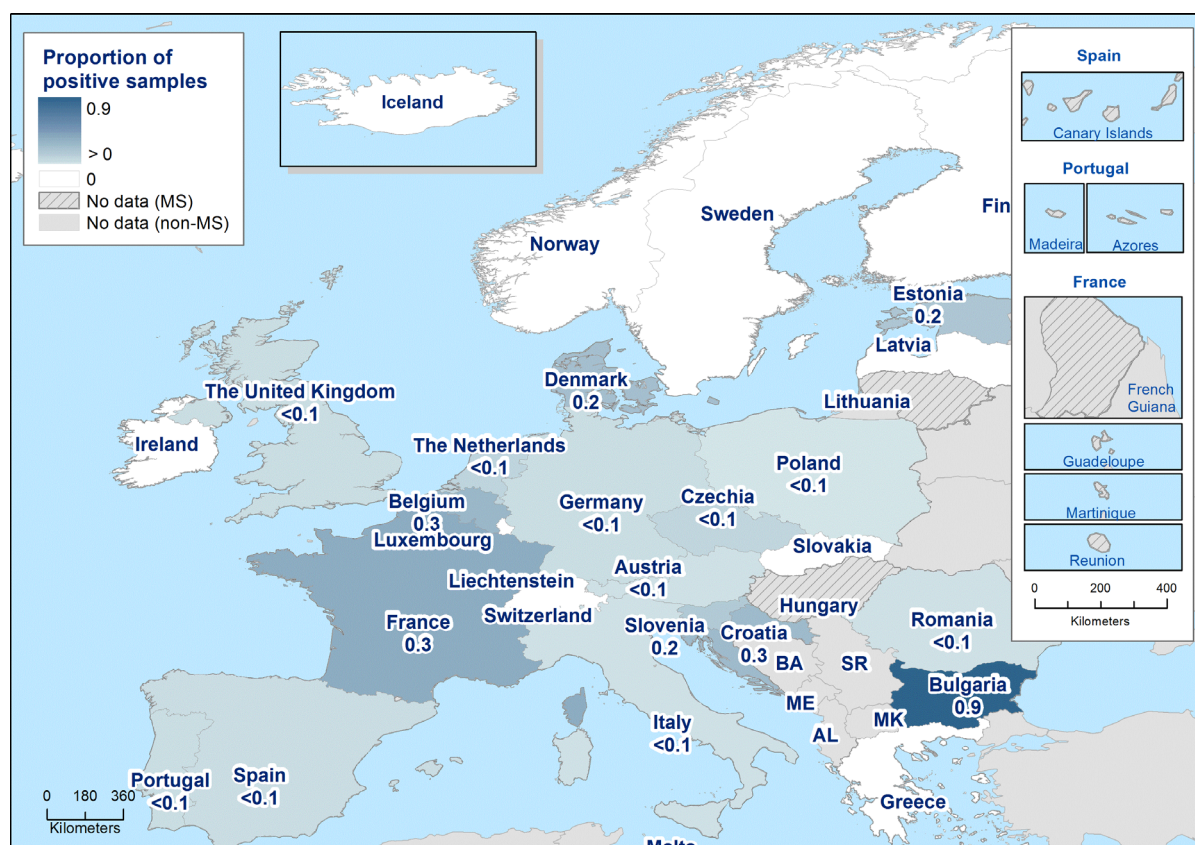 Proportion of
positive samples
0.9
> 0
0
No data (MS)
No data (non-MS)
Iceland
Spain
Canary Islands
Portugal
Madeira
Azores
France
French
Guiana
Guadeloupe
Martinique
Reunion
0 200 400
Kilometers
Norway
Sweden
Fin
Estonia
0.2
Latvia
Lithuania
Denmark
0.2
The United Kingdom
<0.1
Ireland
The Netherlands
<0.1
Belgium
0.3
Luxembourg
Germany
<0.1
Poland
<0.1
Czechia
<0.1
Slovakia
Austria
<0.1
Liechtenstein
Switzerland
Hungary
France
0.3
Slovenia
0.2
Croatia
0.3
Romania
<0.1
BA
SR
Bulgaria
0.9
ME
MK
AL
Italy
<0.1
Portugal
<0.1
Spain
<0.1
Greece
Malta
0 180 360
Kilometers